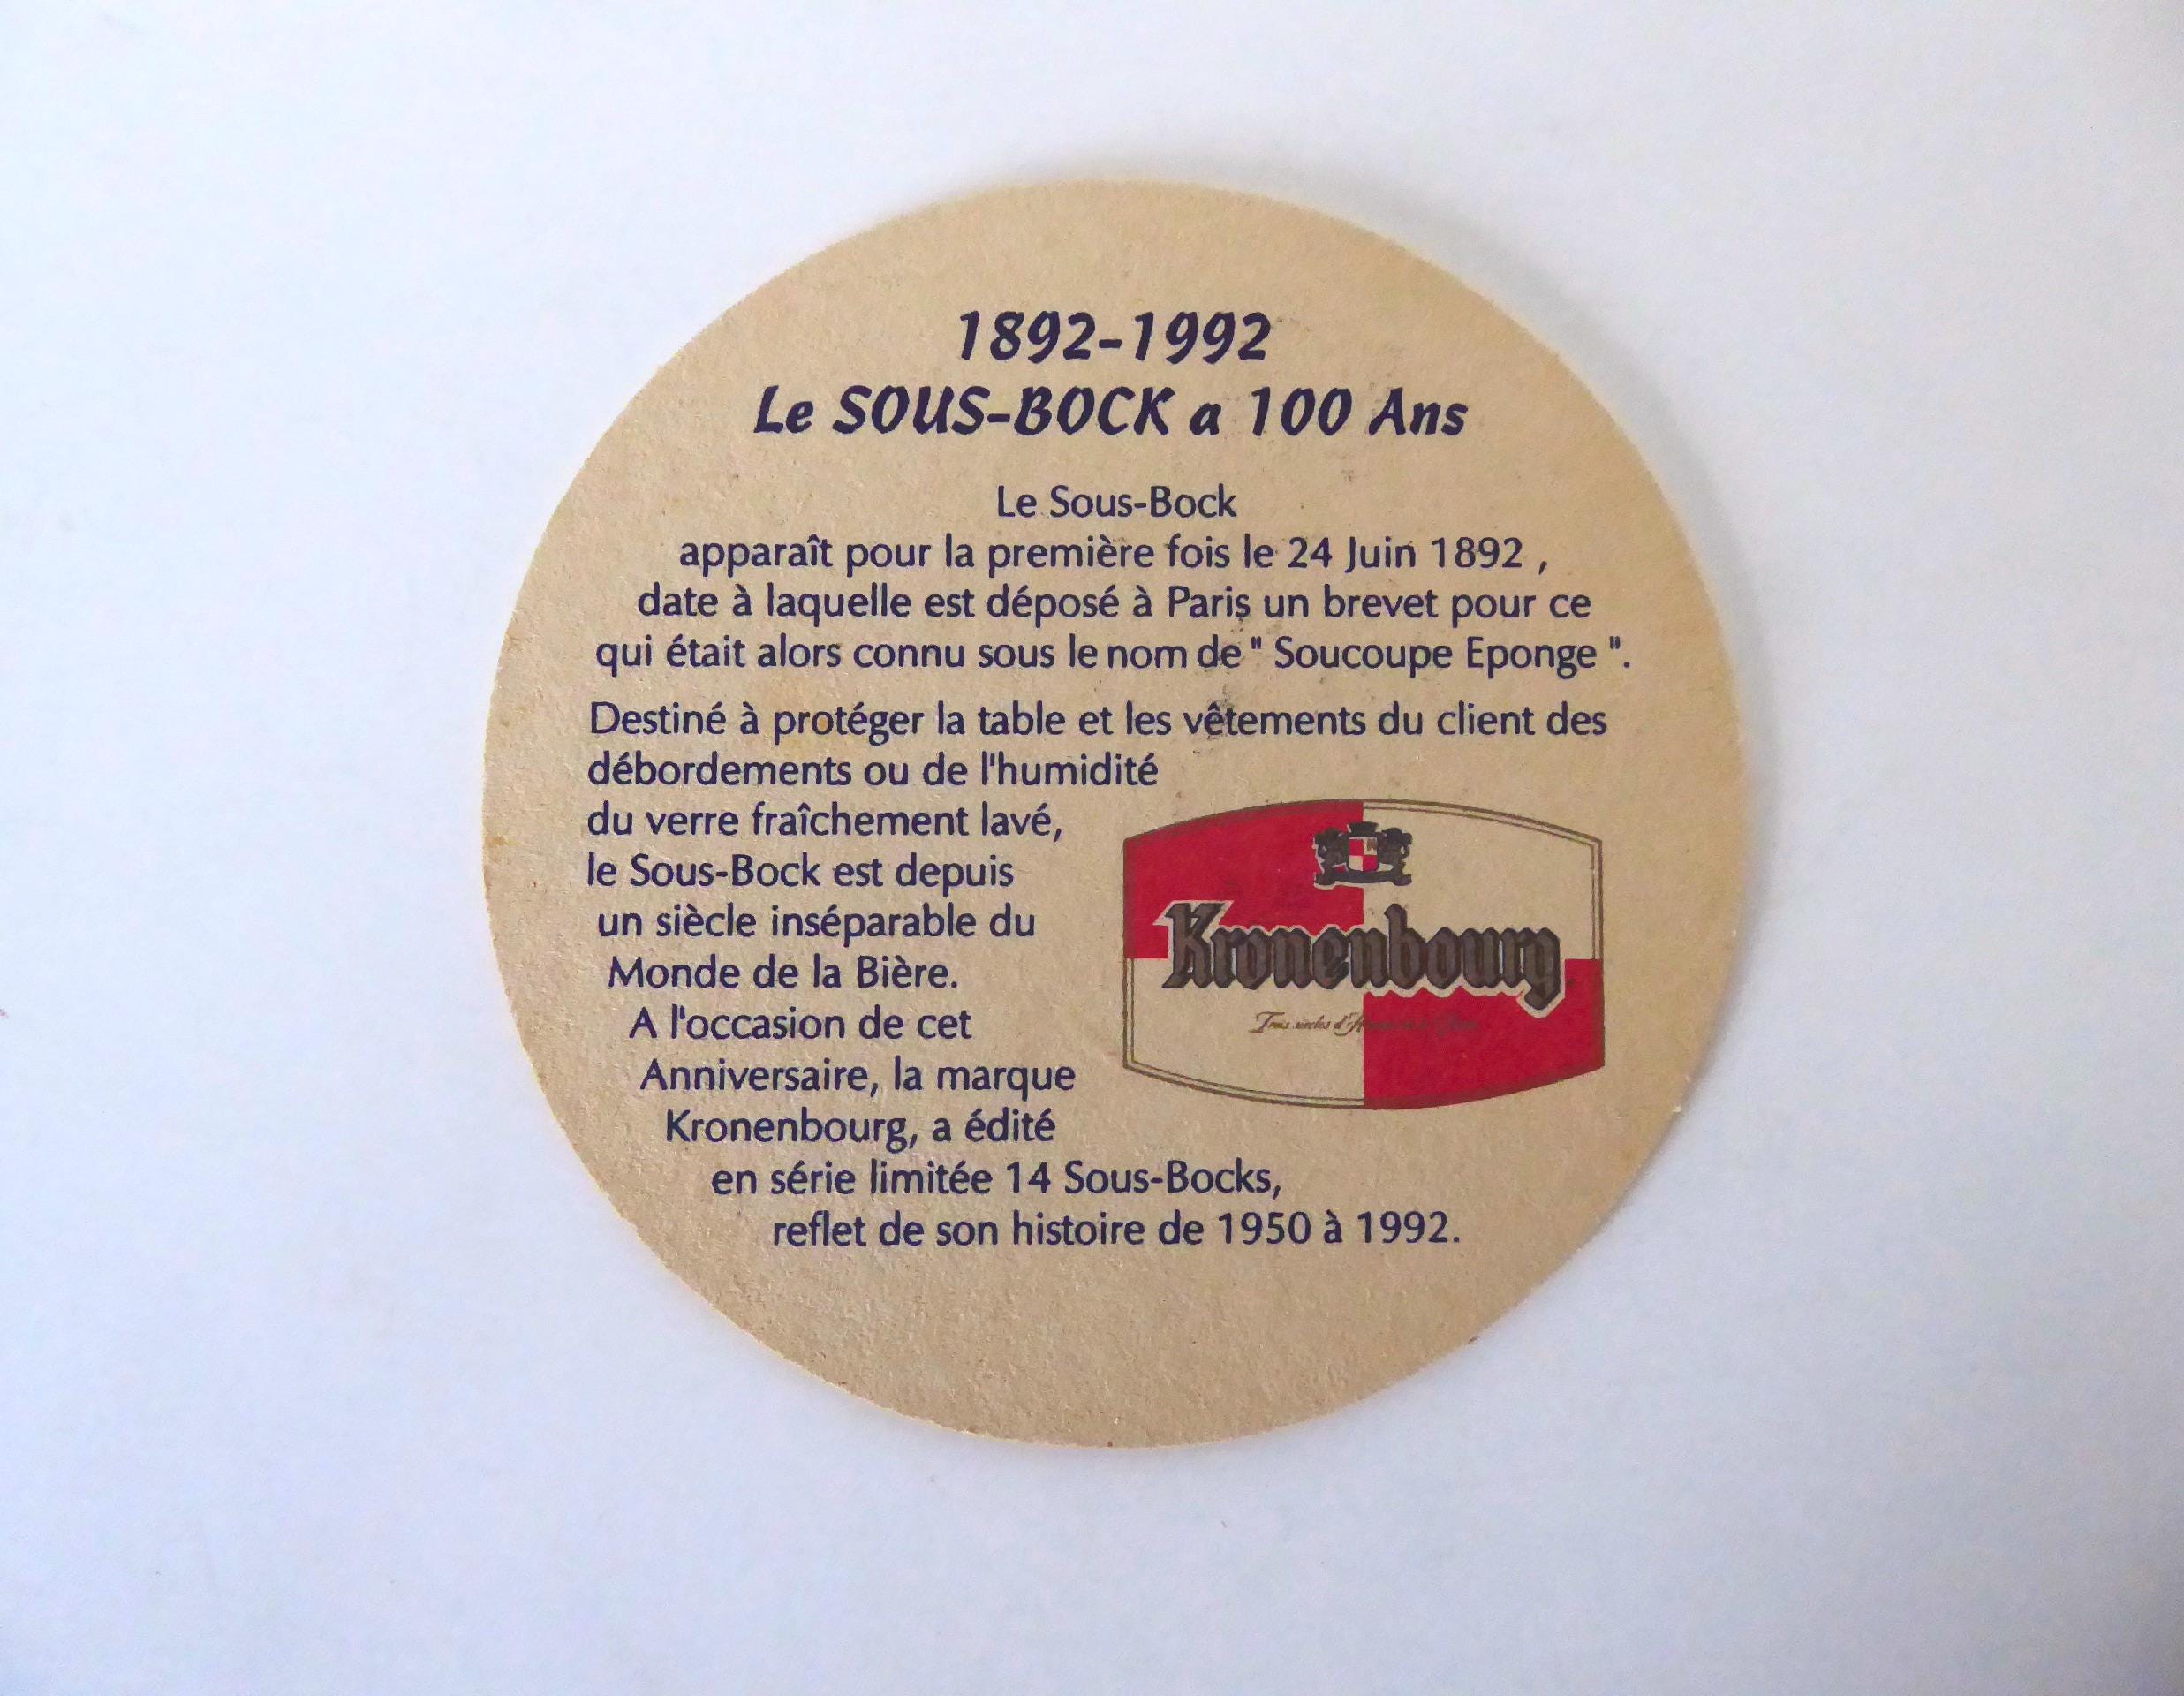 1892-1992
Le SOUS-BOCK a 100 Ans
Le Sous-Bock
apparaît pour la première fois le 24 Juin 1892 ,
date à laquelle est déposé à Paris un brevet pour ce
qui était alors connu sous le nom de " Soucoupe Eponge ".
Destiné à protéger la table et les vêtements du client des
débordements ou de l'humidité
du verre fraîchement lavé,
le Sous-Bock est depuis
un siècle inséparable du
Monde de la Bière.
A l'occasion de cet
Anniversaire, la marque
Kronenbourg, a édité
en série limitée 14 Sous-Bocks,
reflet de son histoire de 1950 à 1992.
Kronenbourg
Trois siècles